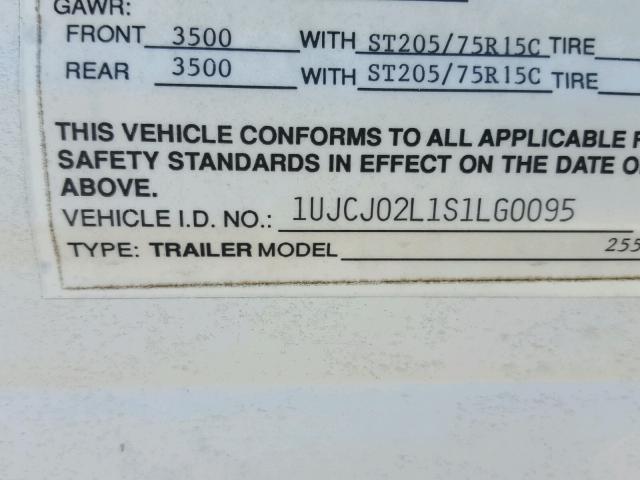 GAWR:
FRONT 3500 WITH ST205/75R15C TIRE
REAR 3500 WITH ST205/75R15C TIRE
THIS VEHICLE CONFORMS TO ALL APPLICABLE
SAFETY STANDARDS IN EFFECT ON THE DATE
ABOVE.
VEHICLE I.D. NO.: 1UJCJ02L1S1LG0095
TYPE: TRAILER MODEL 255